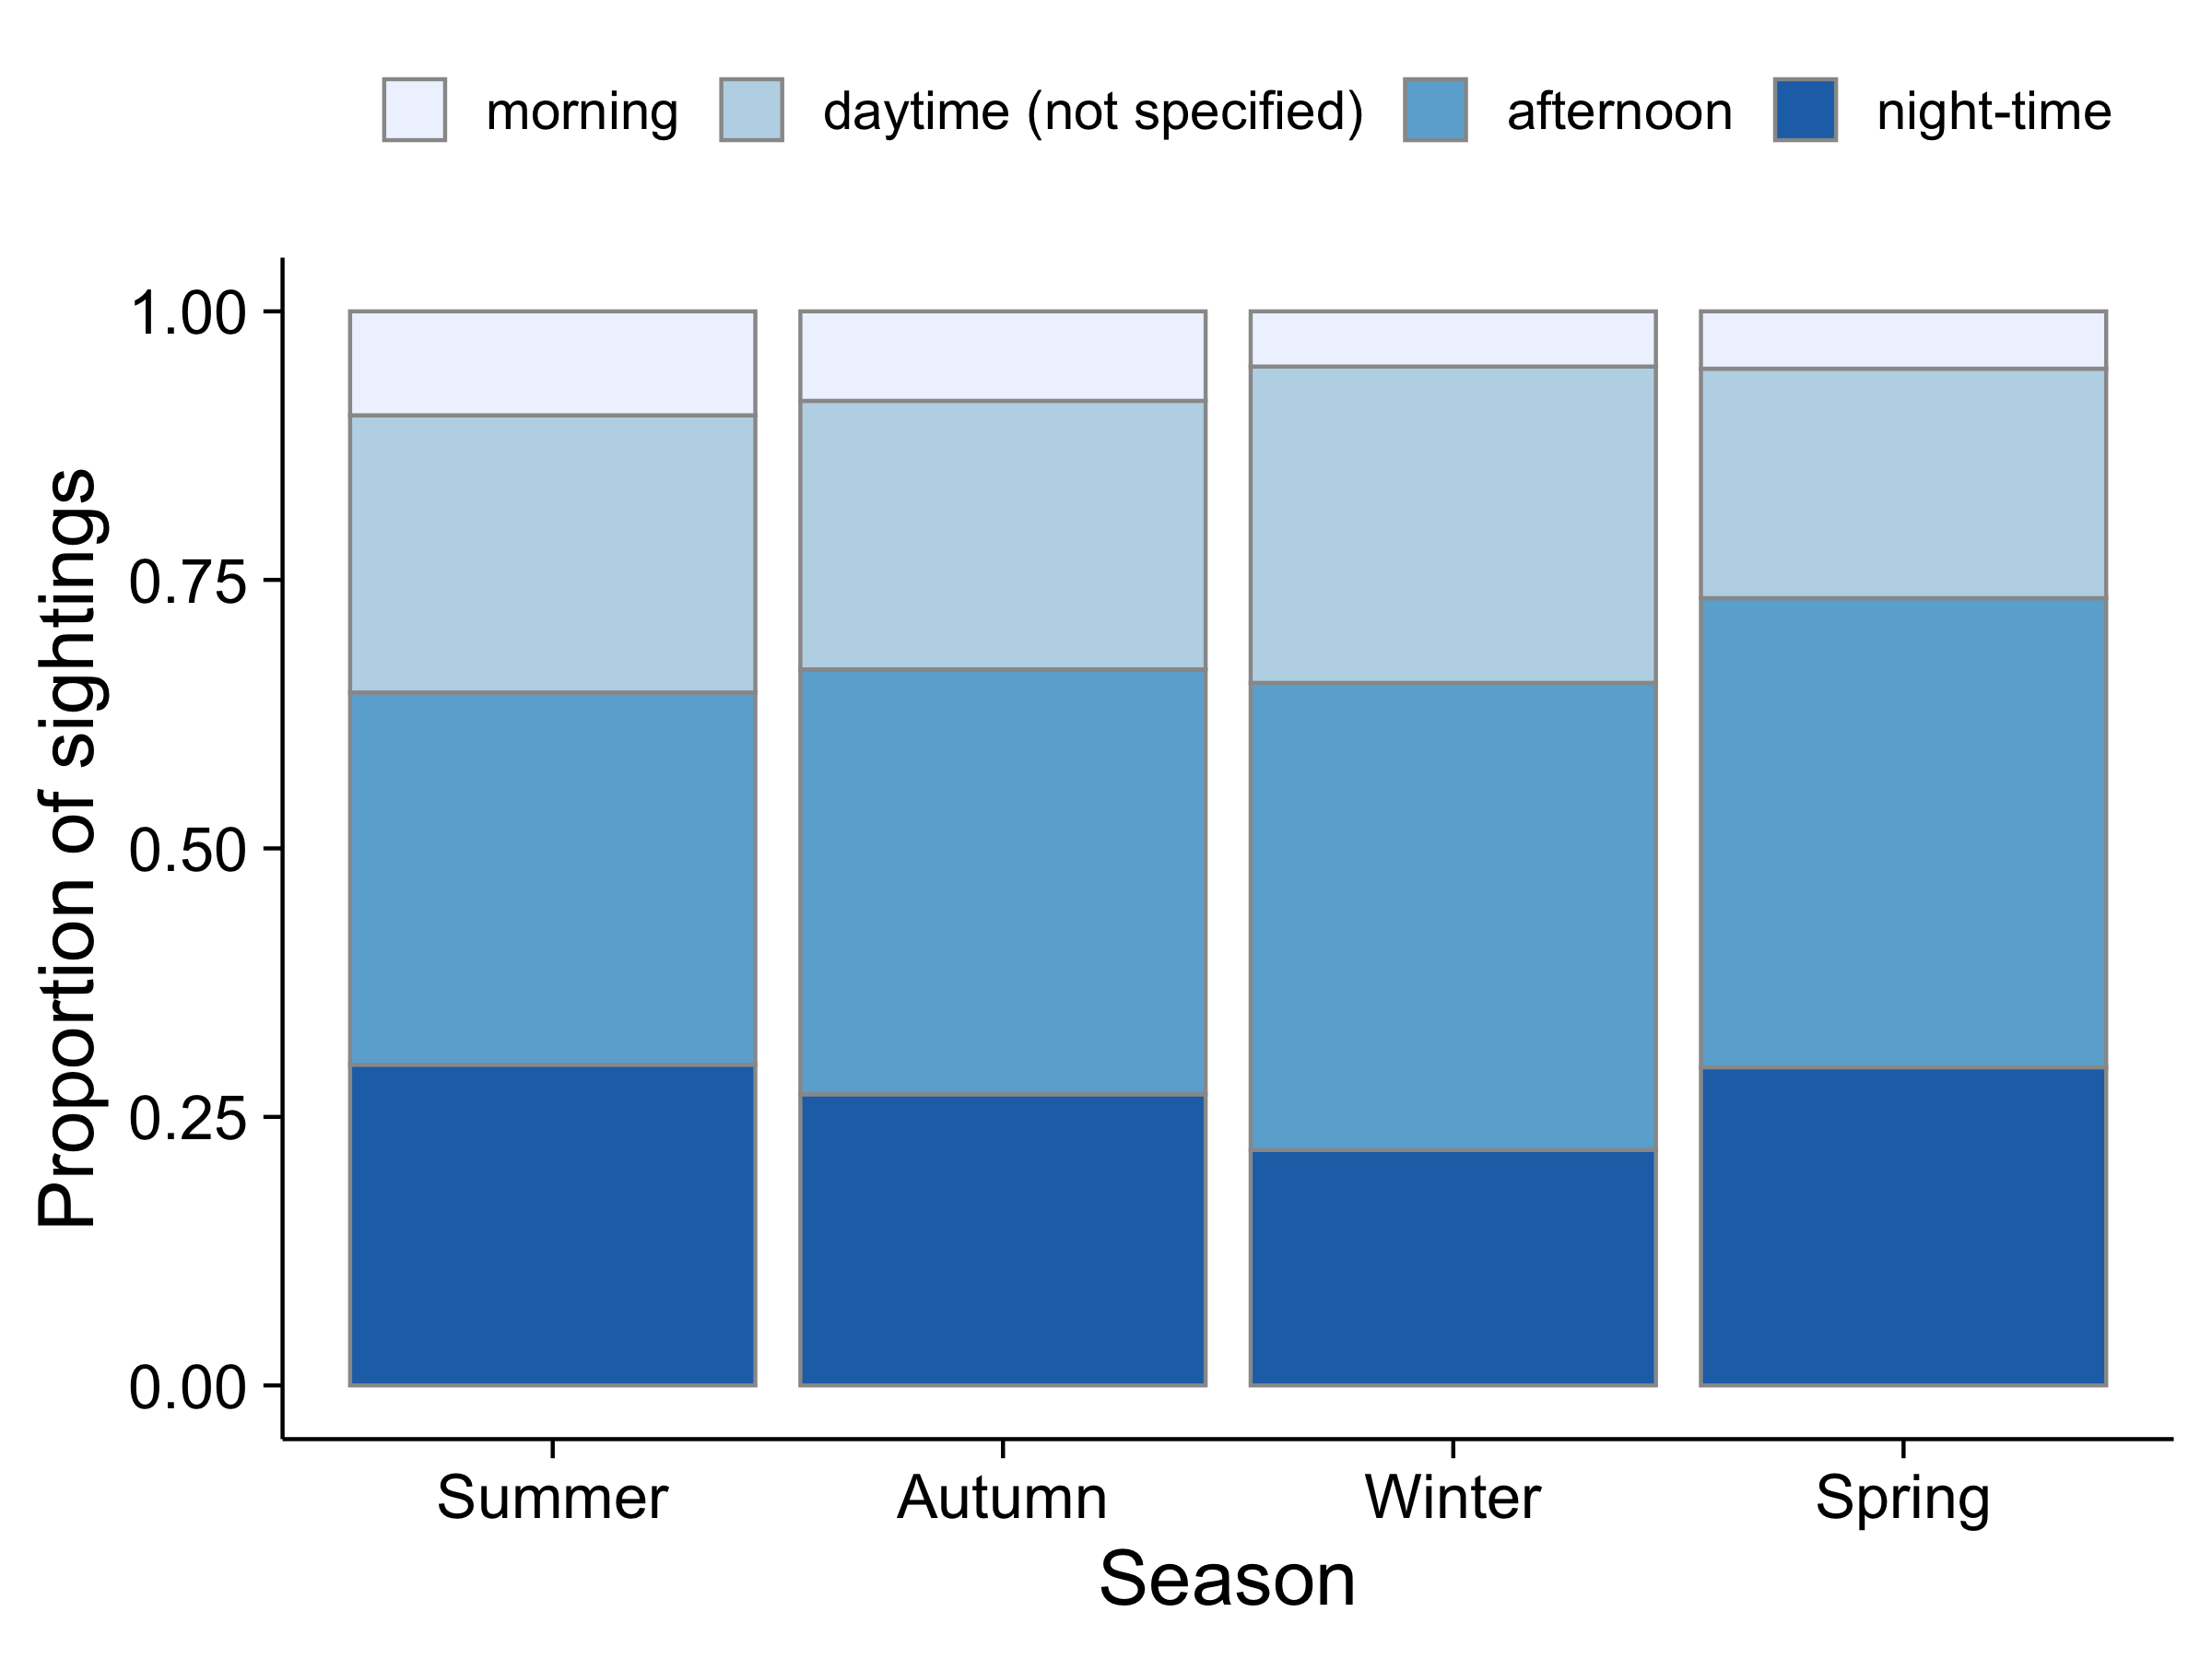 morning daytime (not specified) afternoon night-time
Proportion of sightings
1.00
0.75
0.50
0.25
0.00
Summer Autumn Winter Spring
Season